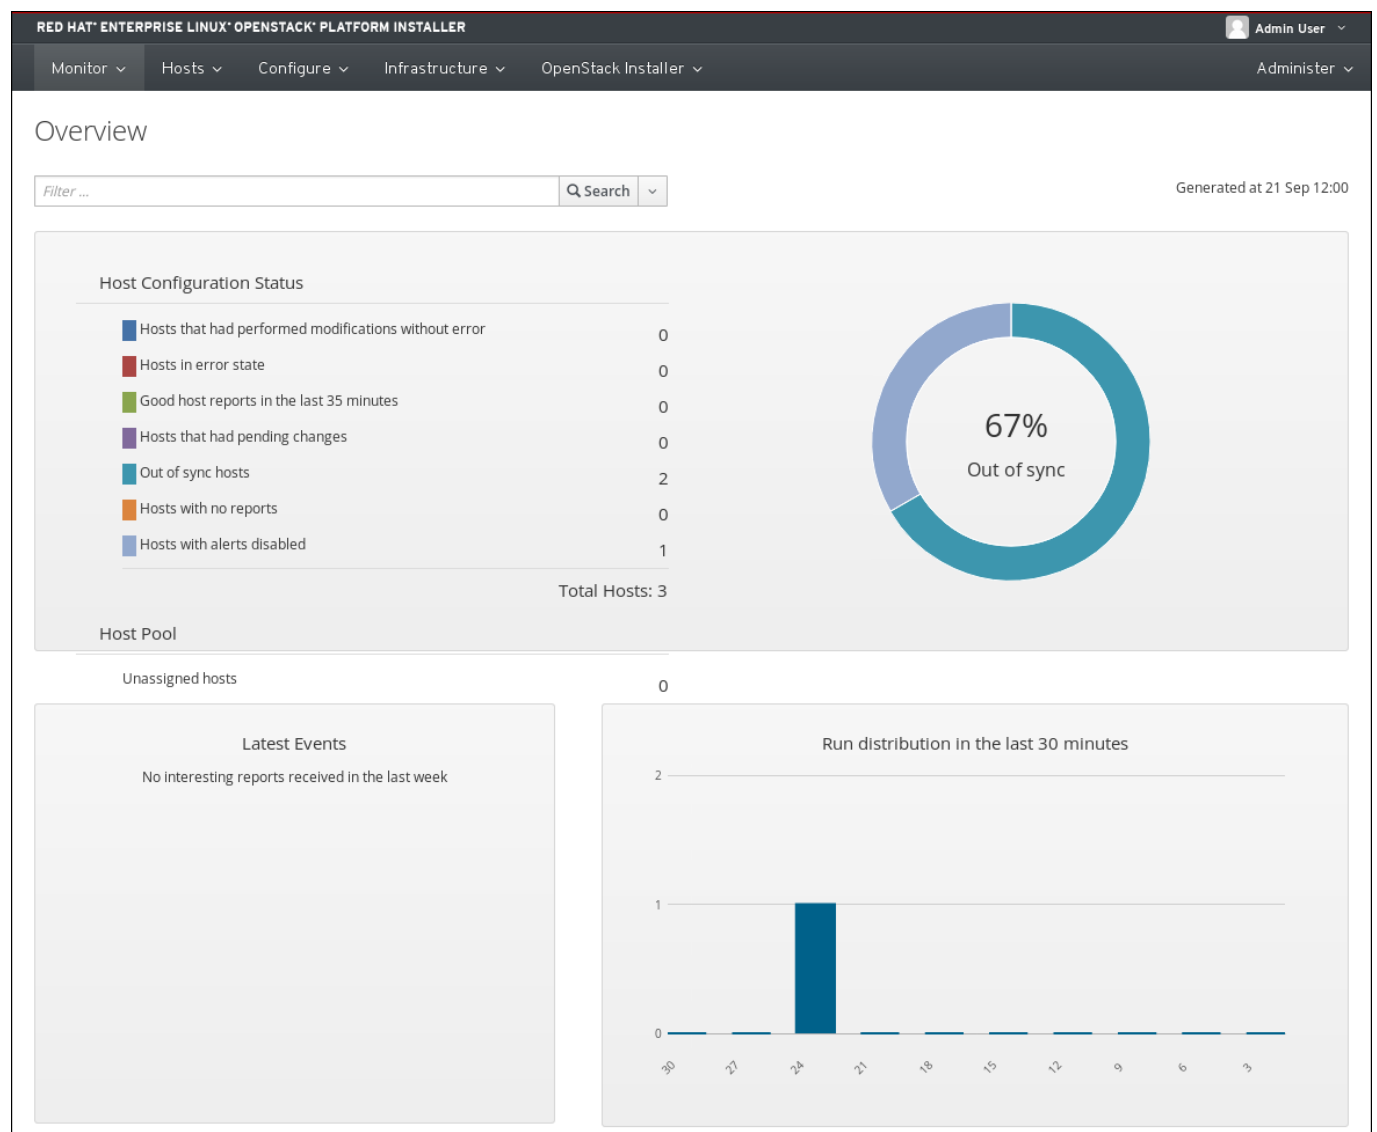 RED HAT® ENTERPRISE LINUX® OPENSTACK® PLATFORM INSTALLER
Admin User
Monitor Hosts Configure Infrastructure OpenStack Installer Administer
Overview
Filter ... Search
Generated at 21 Sep 12:00
Host Configuration Status
Hosts that had performed modifications without error 0
Hosts in error state 0
Good host reports in the last 35 minutes 0
Hosts that had pending changes 0
Out of sync hosts 2
Hosts with no reports 0
Hosts with alerts disabled 1
Total Hosts: 3
67%
Out of sync
Host Pool
Unassigned hosts 0
Latest Events
No interesting reports received in the last week
Run distribution in the last 30 minutes
2
1
0
30 27 24 21 18 15 12 9 6 3